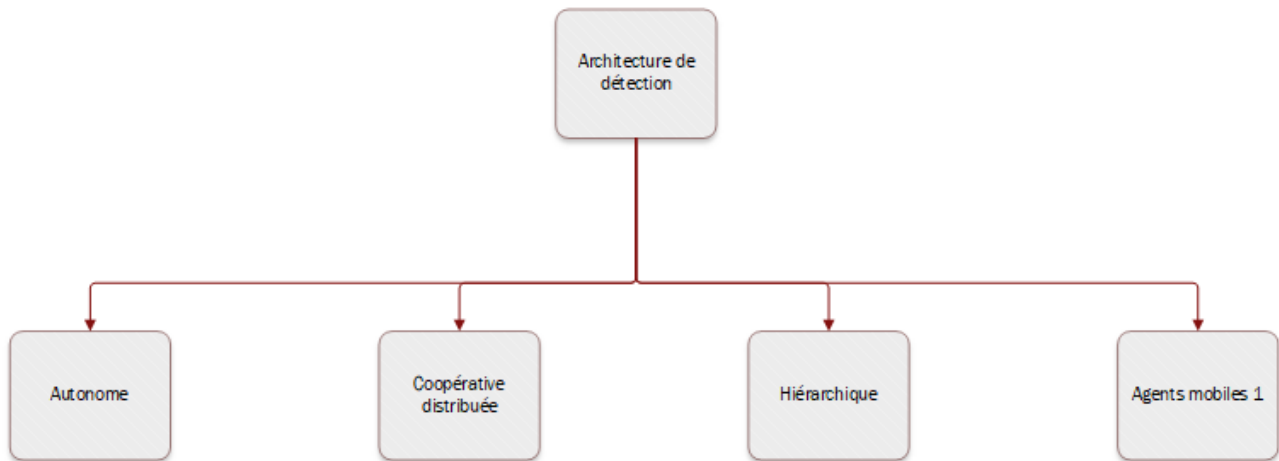 Architecture de
détection
Autonome
Coopérative
distribuée
Hiérarchique
Agents mobiles 1